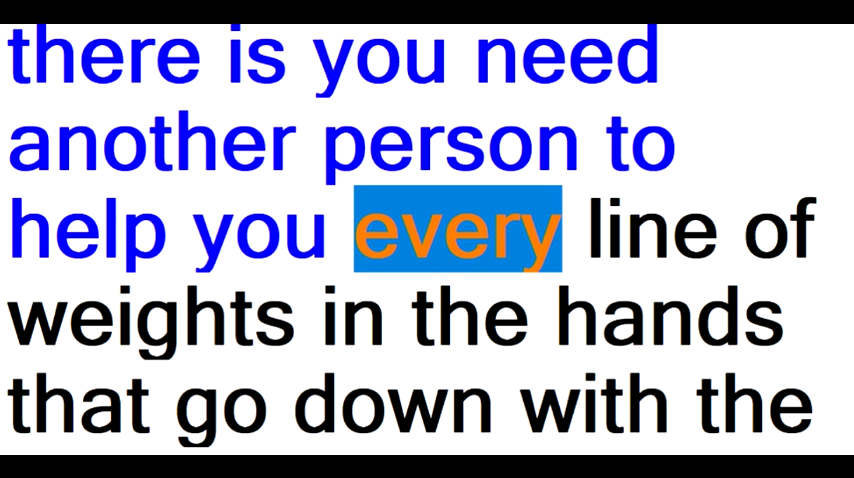 there is you need
another person to
help you every line of
weights in the hands
that go down with the